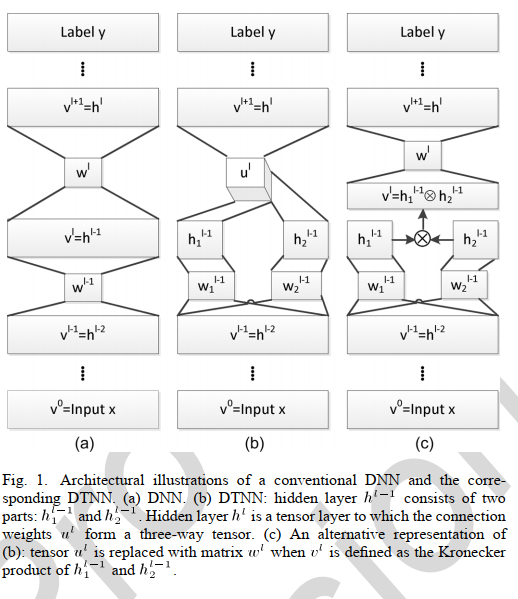 Label y
Label y
Label y
v^{l+1}=h^l
v^{l+1}=h^l
v^{l+1}=h^l
w^l
u^l
w^l
v^l=h_1^{l-1}⊗h_2^{l-1}
v^l=h^{l-1}
h_1^{l-1}
h_2^{l-1}
h_1^{l-1}
⊗
h_2^{l-1}
w^{l-1}
w_1^{l-1}
w_2^{l-1}
w_1^{l-1}
w_2^{l-1}
v^{l-1}=h^{l-2}
v^{l-1}=h^{l-2}
v^{l-1}=h^{l-2}
v^0=Input x
v^0=Input x
v^0=Input x
(a)
(b)
(c)
Fig. 1. Architectural illustrations of a conventional DNN and the corre-
sponding DTNN. (a) DNN. (b) DTNN: hidden layer h^{l-1} consists of two
parts: h_1^{l-1} and h_2^{l-1}. Hidden layer h^l is a tensor layer to which the connection
weights u^l form a three-way tensor. (c) An alternative representation of
(b): tensor u^l is replaced with matrix w^l when v^l is defined as the Kronecker
product of h_1^{l-1} and h_2^{l-1}.